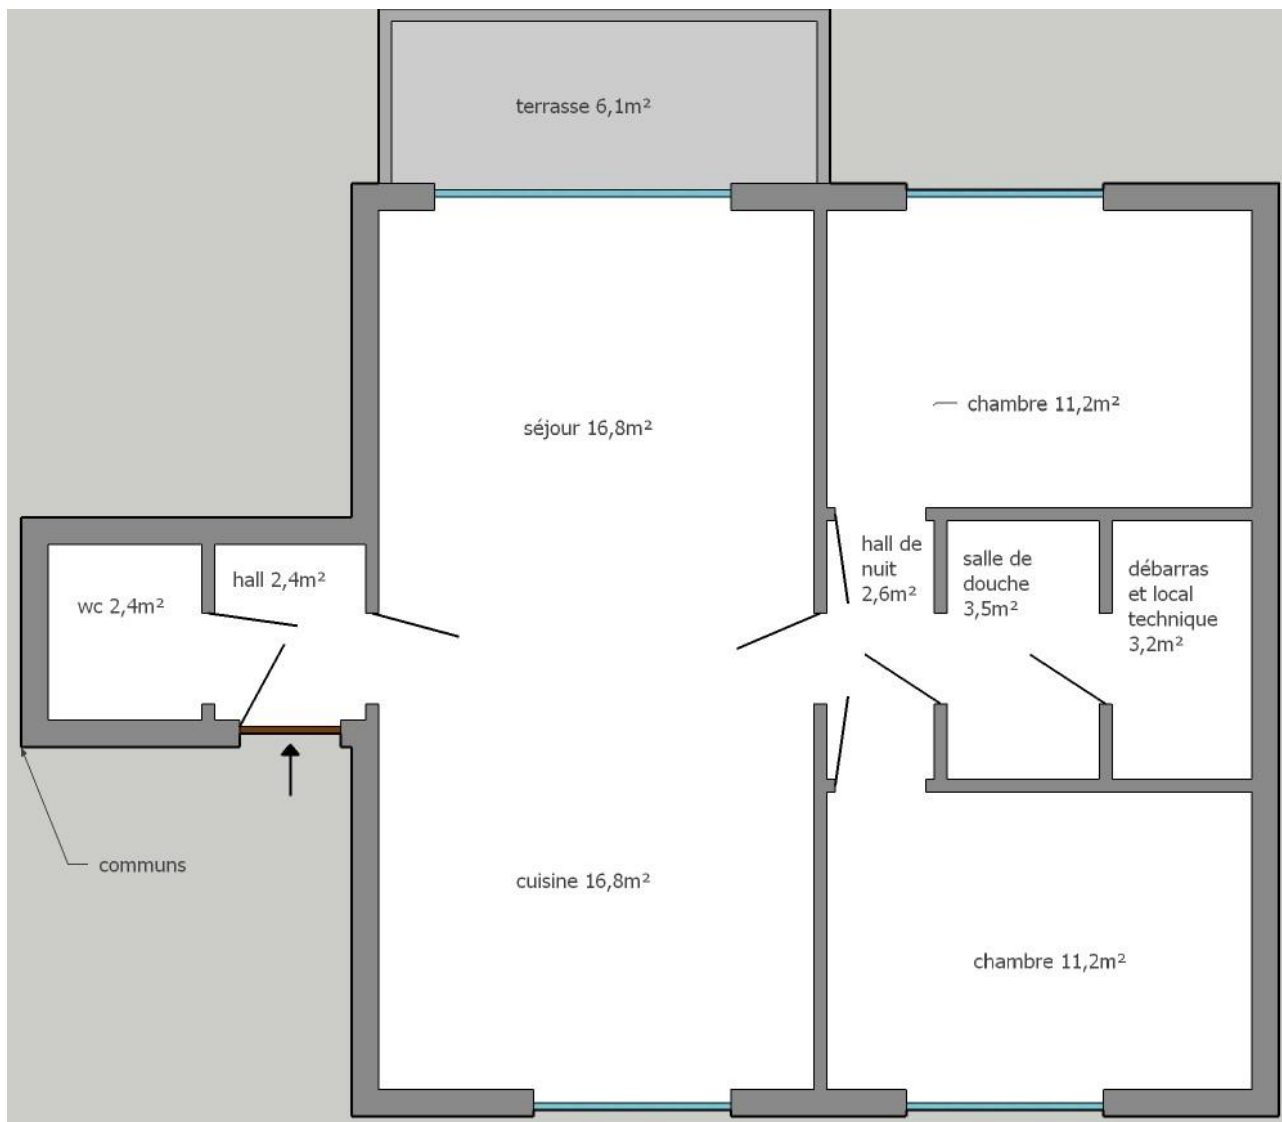 terrasse 6,1m²
chambre 11,2m²
séjour 16,8m²
hall de
nuit
2,6m²
salle de
douche
3,5m²
débarras
et local
technique
3,2m²
hall 2,4m²
wc 2,4m²
communs
cuisine 16,8m²
chambre 11,2m²